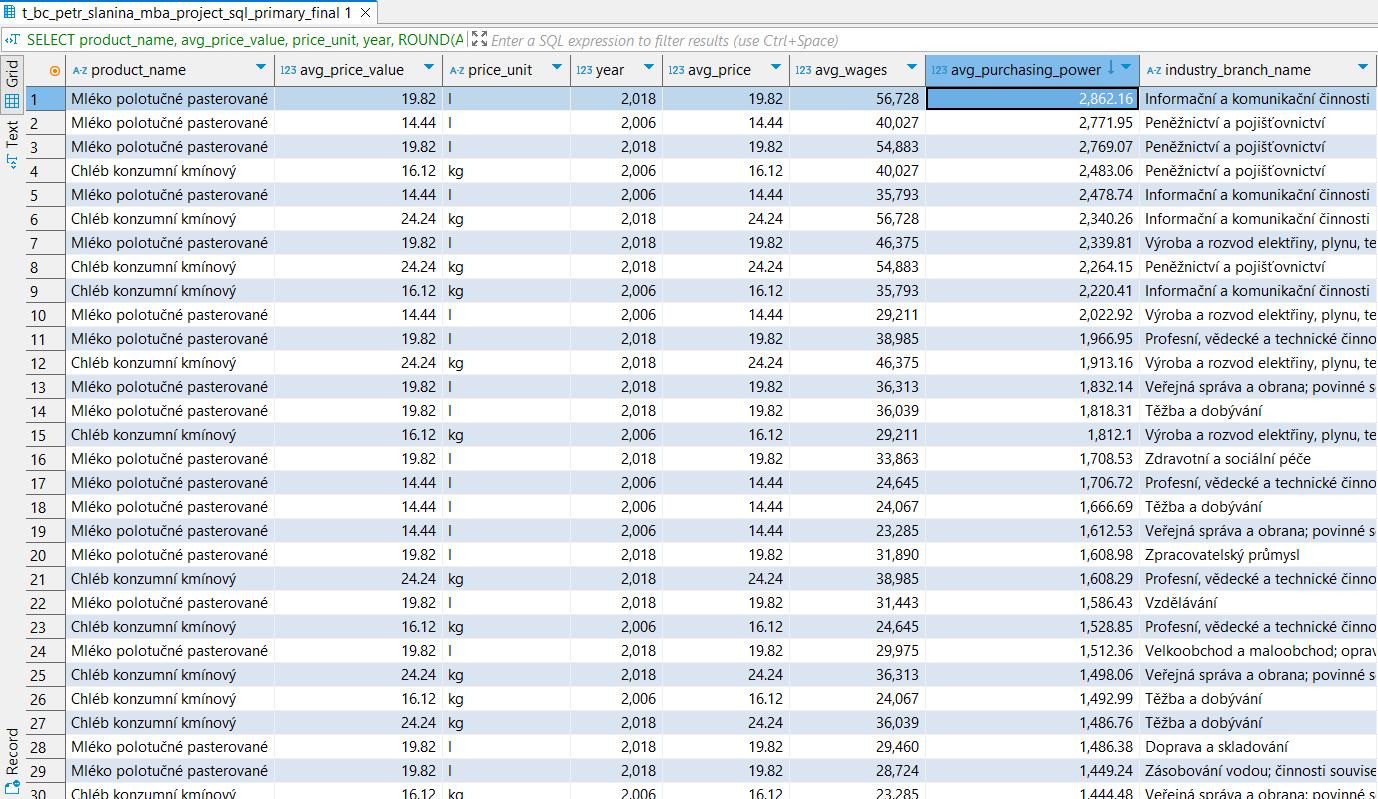 t_bc_petr_slanina_mba_project_sql_primary_final 1
SELECT product_name, avg_price_value, price_unit, year, ROUND(A Enter a SQL expression to filter results (use Ctrl+Space)
Grid
Text
Record
A-Z product_name 123 avg_price_value A-Z price_unit 123 year 123 avg_price 123 avg_wages 123 avg_purchasing_power A-Z industry_branch_name
1 Mléko polotučné pasterované 19.82 l 2,018 19.82 56,728 2,862.16 Informační a komunikační činnosti
2 Mléko polotučné pasterované 14.44 l 2,006 14.44 40,027 2,771.95 Peněžnictví a pojišťovnictví
3 Mléko polotučné pasterované 19.82 l 2,018 19.82 54,883 2,769.07 Peněžnictví a pojišťovnictví
4 Chléb konzumní kmínový 16.12 kg 2,006 16.12 40,027 2,483.06 Peněžnictví a pojišťovnictví
5 Mléko polotučné pasterované 14.44 l 2,006 14.44 35,793 2,478.74 Informační a komunikační činnosti
6 Chléb konzumní kmínový 24.24 kg 2,018 24.24 56,728 2,340.26 Informační a komunikační činnosti
7 Mléko polotučné pasterované 19.82 l 2,018 19.82 46,375 2,339.81 Výroba a rozvod elektřiny, plynu, te
8 Chléb konzumní kmínový 24.24 kg 2,018 24.24 54,883 2,264.15 Peněžnictví a pojišťovnictví
9 Chléb konzumní kmínový 16.12 kg 2,006 16.12 35,793 2,220.41 Informační a komunikační činnosti
10 Mléko polotučné pasterované 14.44 l 2,006 14.44 29,211 2,022.92 Výroba a rozvod elektřiny, plynu, te
11 Mléko polotučné pasterované 19.82 l 2,018 19.82 38,985 1,966.95 Profesní, vědecké a technické činno
12 Chléb konzumní kmínový 24.24 kg 2,018 24.24 46,375 1,913.16 Výroba a rozvod elektřiny, plynu, te
13 Mléko polotučné pasterované 19.82 l 2,018 19.82 36,313 1,832.14 Veřejná správa a obrana; povinné s
14 Mléko polotučné pasterované 19.82 l 2,018 19.82 36,039 1,818.31 Těžba a dobývání
15 Chléb konzumní kmínový 16.12 kg 2,006 16.12 29,211 1,812.1 Výroba a rozvod elektřiny, plynu, te
16 Mléko polotučné pasterované 19.82 l 2,018 19.82 33,863 1,708.53 Zdravotní a sociální péče
17 Mléko polotučné pasterované 14.44 l 2,006 14.44 24,645 1,706.72 Profesní, vědecké a technické činno
18 Mléko polotučné pasterované 14.44 l 2,006 14.44 24,067 1,666.69 Těžba a dobývání
19 Mléko polotučné pasterované 14.44 l 2,006 14.44 23,285 1,612.53 Veřejná správa a obrana; povinné s
20 Mléko polotučné pasterované 19.82 l 2,018 19.82 31,890 1,608.98 Zpracovatelský průmysl
21 Chléb konzumní kmínový 24.24 kg 2,018 24.24 38,985 1,608.29 Profesní, vědecké a technické činno
22 Mléko polotučné pasterované 19.82 l 2,018 19.82 31,443 1,586.43 Vzdělávání
23 Chléb konzumní kmínový 16.12 kg 2,006 16.12 24,645 1,528.85 Profesní, vědecké a technické činno
24 Mléko polotučné pasterované 19.82 l 2,018 19.82 29,975 1,512.36 Velkoobchod a maloobchod; oprav
25 Chléb konzumní kmínový 24.24 kg 2,018 24.24 36,313 1,498.06 Veřejná správa a obrana; povinné s
26 Chléb konzumní kmínový 16.12 kg 2,006 16.12 24,067 1,492.99 Těžba a dobývání
27 Chléb konzumní kmínový 24.24 kg 2,018 24.24 36,039 1,486.76 Těžba a dobývání
28 Mléko polotučné pasterované 19.82 l 2,018 19.82 29,460 1,486.38 Doprava a skladování
29 Mléko polotučné pasterované 19.82 l 2,018 19.82 28,724 1,449.24 Zásobování vodou; činnosti souvise
30 Chléb konzumní kmínový 16.12 kg 2,006 16.12 23,285 1,444.48 Veřejná správa a obrana; povinné s